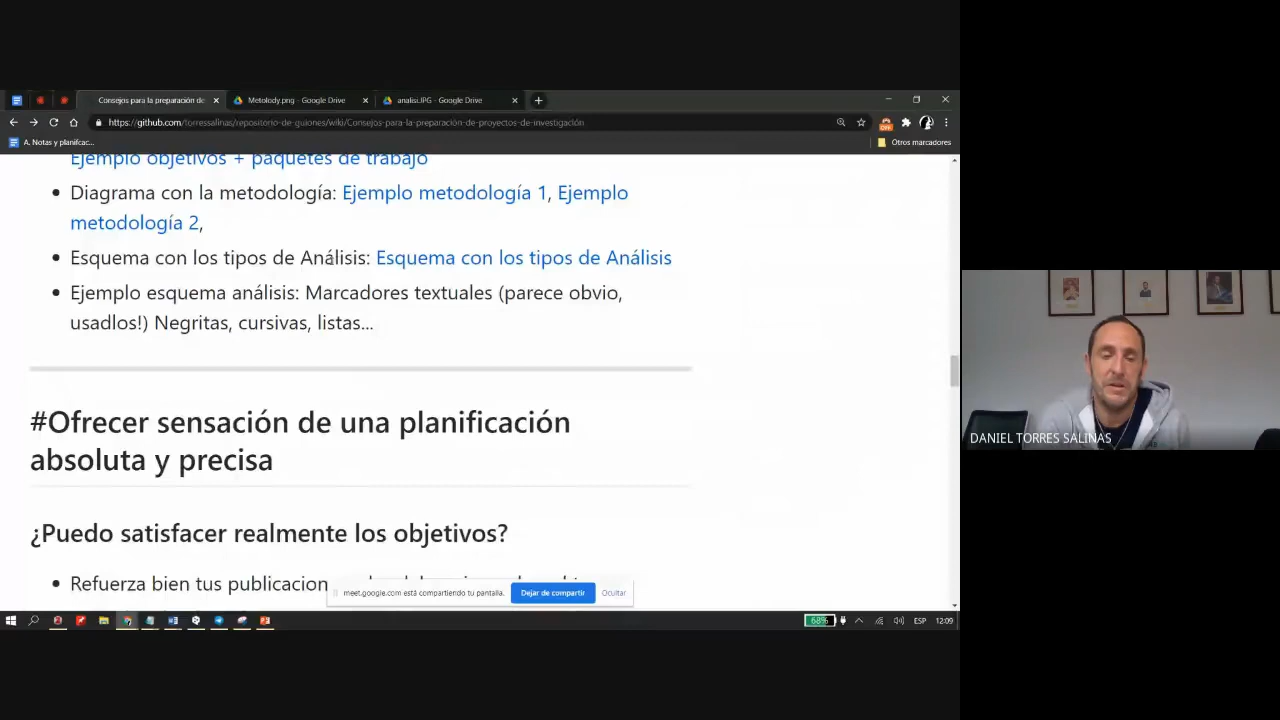 Consejos para la preparación de
Metolody.png - Google Drive
analisi.JPG - Google Drive
https://github.com/torressalinas/repositorio-de-guiones/wiki/Consejos-para-la-preparación-de-proyectos-de-investigación
OFF
A. Notas y planifcac...
Otros marcadores
Ejemplo objetivos + paquetes de trabajo
Diagrama con la metodología: Ejemplo metodología 1, Ejemplo
metodología 2,
Esquema con los tipos de Análisis: Esquema con los tipos de Análisis
Ejemplo esquema análisis: Marcadores textuales (parece obvio,
usadlos!) Negritas, cursivas, listas...
#Ofrecer sensación de una planificación
absoluta y precisa
¿Puedo satisfacer realmente los objetivos?
Refuerza bien tus publicacion
meet.google.com está compartiendo tu pantalla.
Dejar de compartir
Ocultar
68%
ESP
12:09
DANIEL TORRES SALINAS